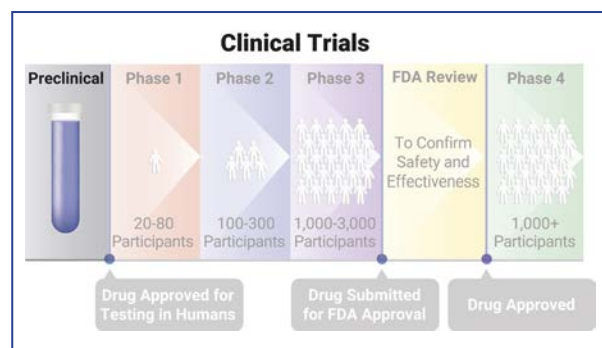 Clinical Trials
Preclinical
Phase 1
Phase 2
Phase 3
FDA Review
Phase 4
To Confirm
Safety and
Effectiveness
20-80
Participants
100-300
Participants
1,000-3,000
Participants
1,000+
Participants
Drug Approved for
Testing in Humans
Drug Submitted
for FDA Approval
Drug Approved